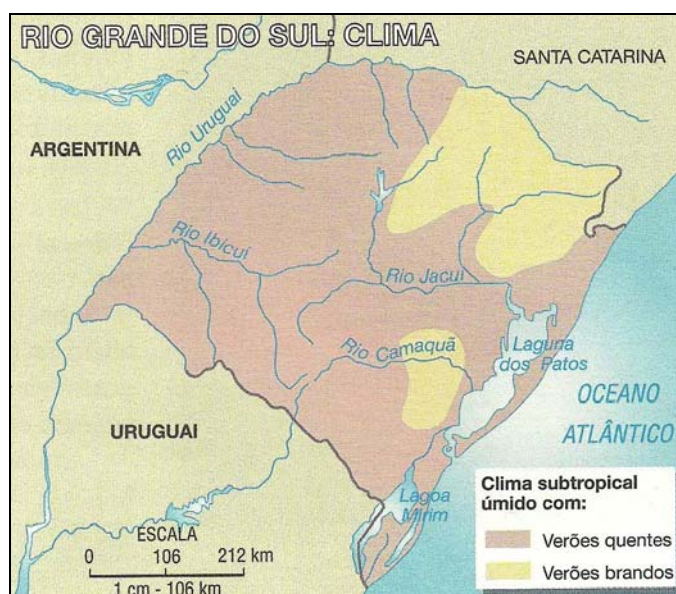 RIO GRANDE DO SUL: CLIMA
SANTA CATARINA
ARGENTINA
Rio Uruguai
Rio Ibicuí
Rio Jacuí
Rio Camaquã
Laguna
dos Patos
OCEANO
ATLÂNTICO
URUGUAI
Lagoa
Mirim
ESCALA
0 106 212 km
1 cm - 106 km
Clima subtropical
úmido com:
Verões quentes
Verões brandos